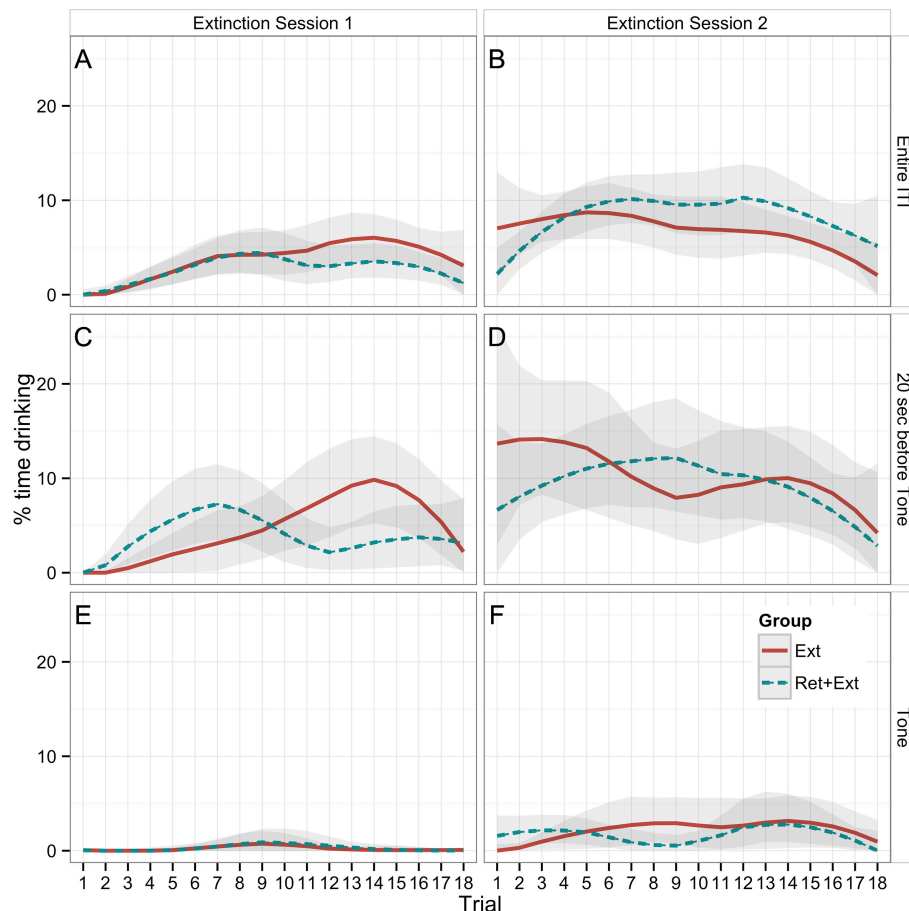 Extinction Session 1
Extinction Session 2
A
B
20
10
0
Entire ITI
C
D
20
10
0
20 sec before Tone
% time drinking
E
F
20
10
0
Tone
Group
Ext
Ret+Ext
1 2 3 4 5 6 7 8 9 10 11 12 13 14 15 16 17 18
1 2 3 4 5 6 7 8 9 10 11 12 13 14 15 16 17 18
Trial